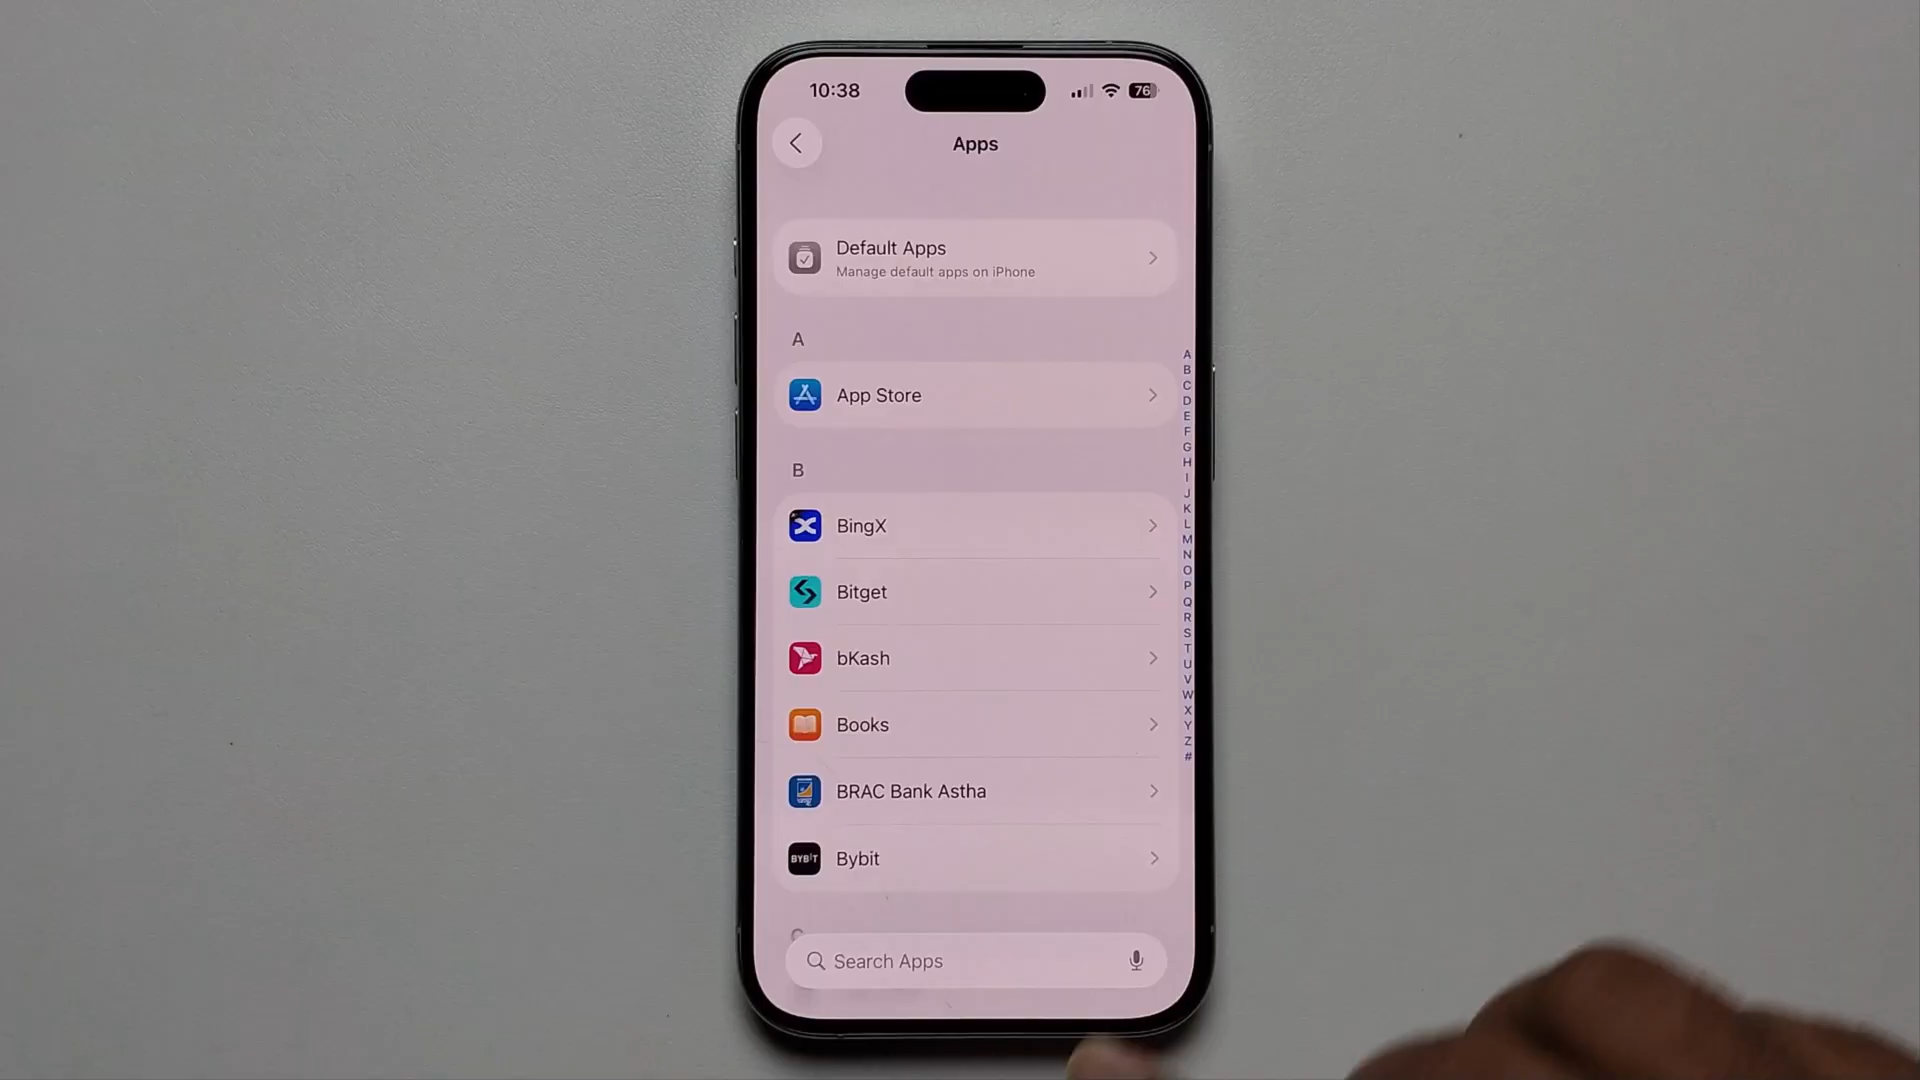 10:38
76
Apps
Default Apps
Manage default apps on iPhone
A
App Store
B
BingX
Bitget
bKash
Books
BRAC Bank Astha
BYBIT
Bybit
Search Apps
A
B
C
D
E
F
G
H
I
J
K
L
M
N
O
P
Q
R
S
T
U
V
W
X
Y
Z
#